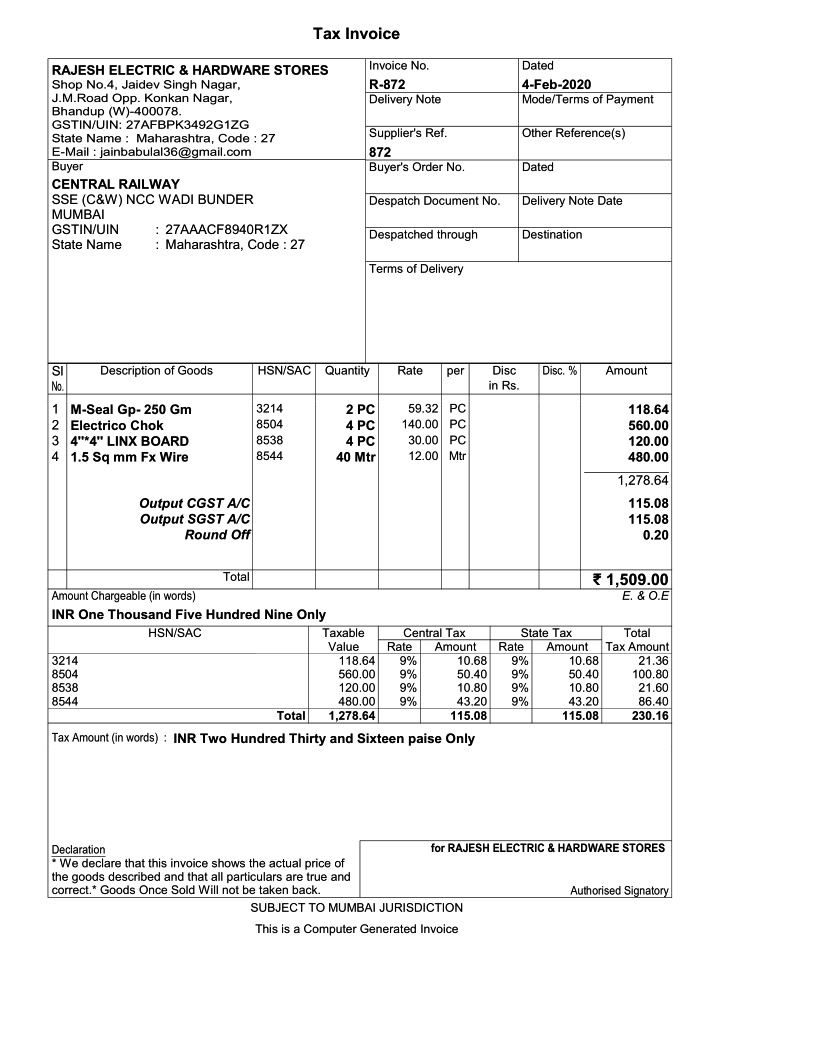 Tax Invoice
RAJESH ELECTRIC & HARDWARE STORES
Shop No.4, Jaidev Singh Nagar,
J.M.Road Opp. Konkan Nagar,
Bhandup (W)-400078.
GSTIN/UIN: 27AFBPK3492G1ZG
State Name : Maharashtra, Code : 27
E-Mail : jainbabulal36@gmail.com
Invoice No.
R-872
Dated
4-Feb-2020
Delivery Note
Mode/Terms of Payment
Supplier's Ref.
872
Other Reference(s)
Buyer
CENTRAL RAILWAY
SSE (C&W) NCC WADI BUNDER
MUMBAI
GSTIN/UIN : 27AAACF8940R1ZX
State Name : Maharashtra, Code : 27
Buyer's Order No.
Dated
Despatch Document No.
Delivery Note Date
Despatched through
Destination
Terms of Delivery
Sl No. Description of Goods HSN/SAC Quantity Rate per Disc in Rs. Disc. % Amount
1 M-Seal Gp- 250 Gm 3214 2 PC 59.32 PC 118.64
2 Electrico Chok 8504 4 PC 140.00 PC 560.00
3 4"*4" LINX BOARD 8538 4 PC 30.00 PC 120.00
4 1.5 Sq mm Fx Wire 8544 40 Mtr 12.00 Mtr 480.00
1,278.64
Output CGST A/C 115.08
Output SGST A/C 115.08
Round Off 0.20
Total ₹ 1,509.00
Amount Chargeable (in words) E. & O.E
INR One Thousand Five Hundred Nine Only
HSN/SAC Taxable Value Central Tax State Tax Total Tax Amount
Rate Amount Rate Amount
3214 118.64 9% 10.68 9% 10.68 21.36
8504 560.00 9% 50.40 9% 50.40 100.80
8538 120.00 9% 10.80 9% 10.80 21.60
8544 480.00 9% 43.20 9% 43.20 86.40
Total 1,278.64 115.08 115.08 230.16
Tax Amount (in words) : INR Two Hundred Thirty and Sixteen paise Only
Declaration
* We declare that this invoice shows the actual price of
the goods described and that all particulars are true and
correct.* Goods Once Sold Will not be taken back.
for RAJESH ELECTRIC & HARDWARE STORES
Authorised Signatory
SUBJECT TO MUMBAI JURISDICTION
This is a Computer Generated Invoice